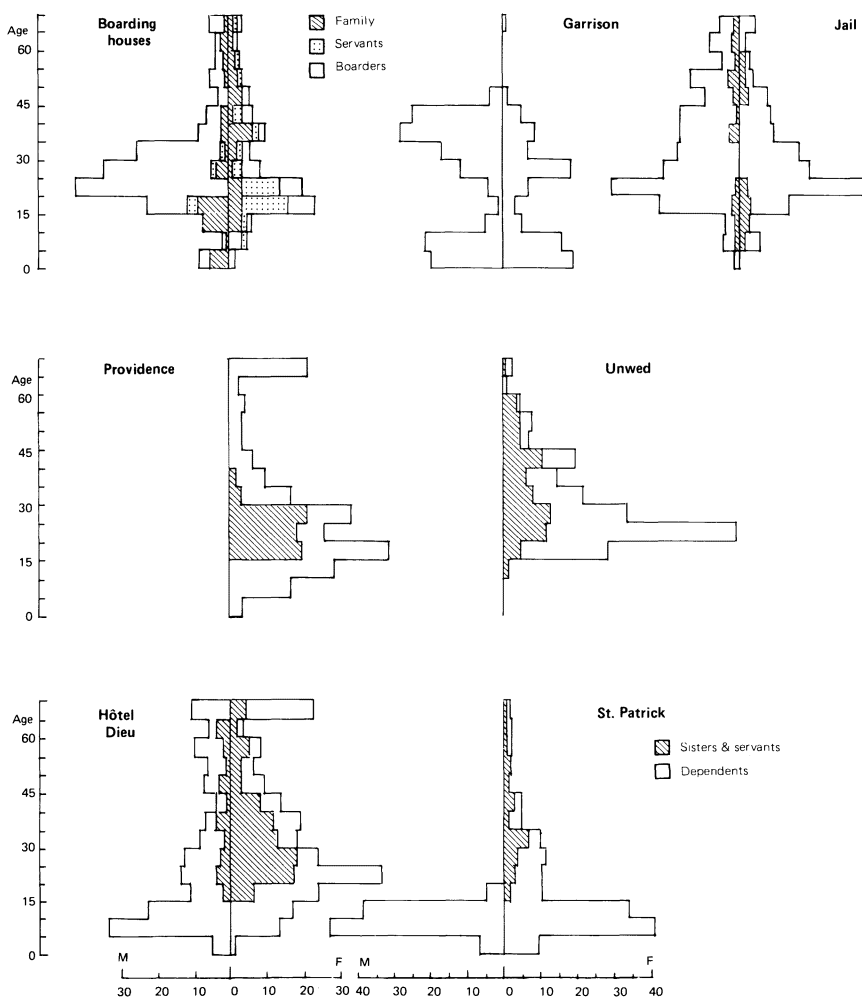 Boarding
houses
Family
Servants
Boarders
Garrison
Jail
Age
60
45
30
15
0
Providence
Unwed
Age
60
45
30
15
0
Hôtel
Dieu
St. Patrick
Sisters & servants
Dependents
Age
60
45
30
15
0
M F M F
30 20 10 0 10 20 30 40 20 10 0 10 20 30 40